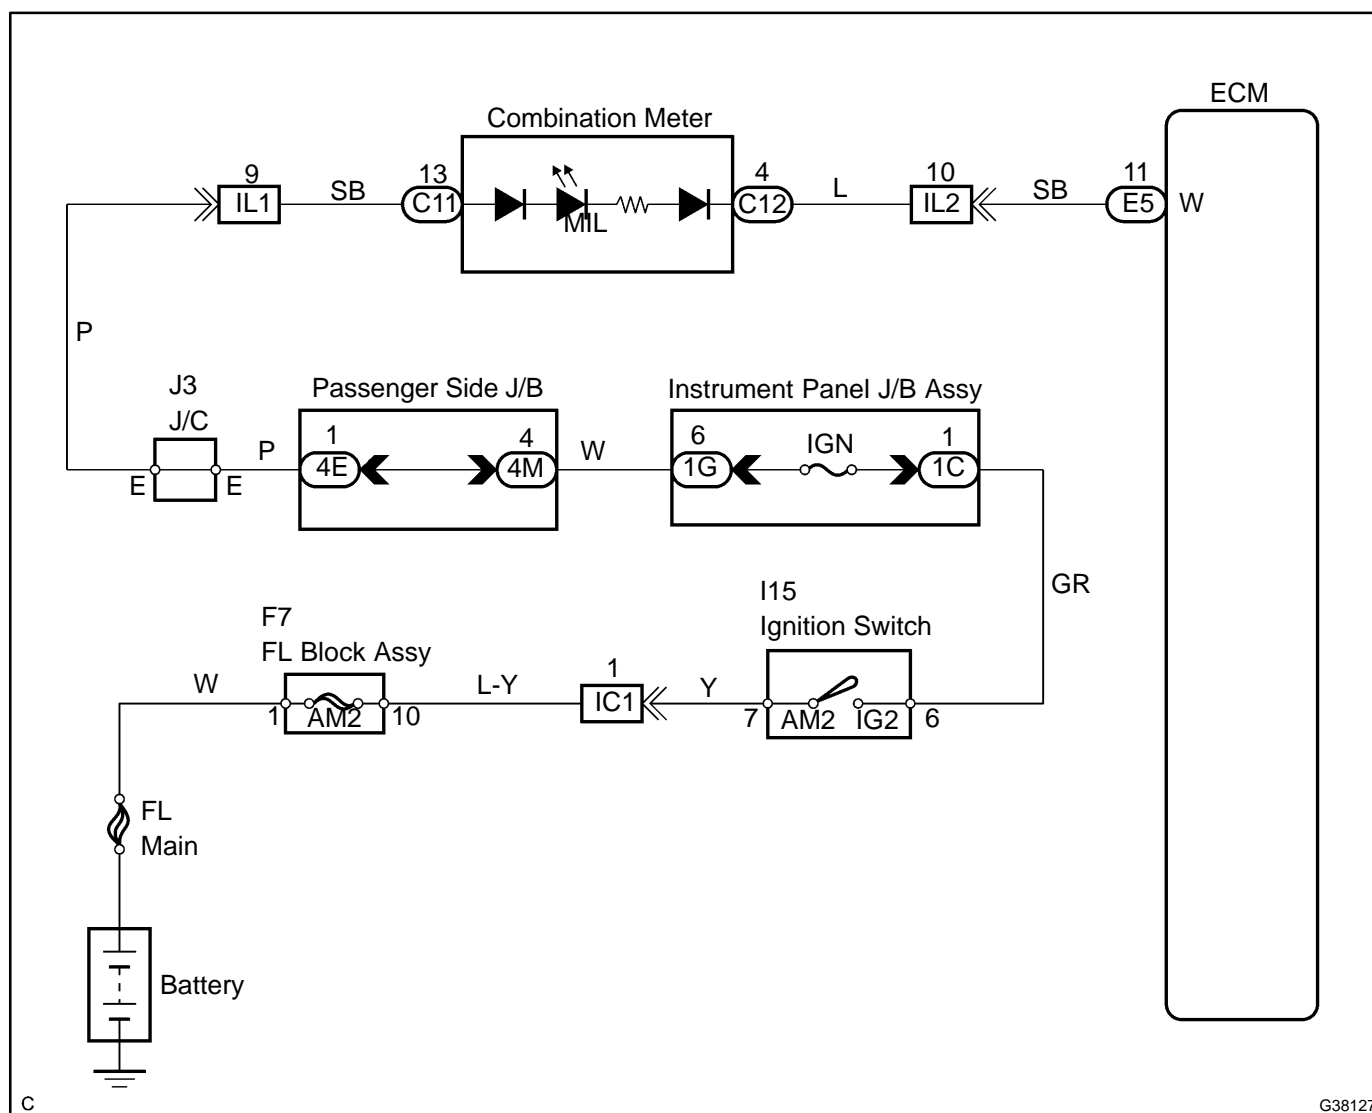 ECM
Combination Meter
9
IL1
SB
13
C11
MIL
4
C12
L
10
IL2
SB
11
E5
W
P
J3
J/C
E
E
P
Passenger Side J/B
1
4E
4
4M
W
Instrument Panel J/B Assy
6
1G
IGN
1
1C
GR
F7
FL Block Assy
W
1
AM2
10
L-Y
1
IC1
Y
I15
Ignition Switch
7
AM2
IG2
6
FL
Main
Battery
C
G38127